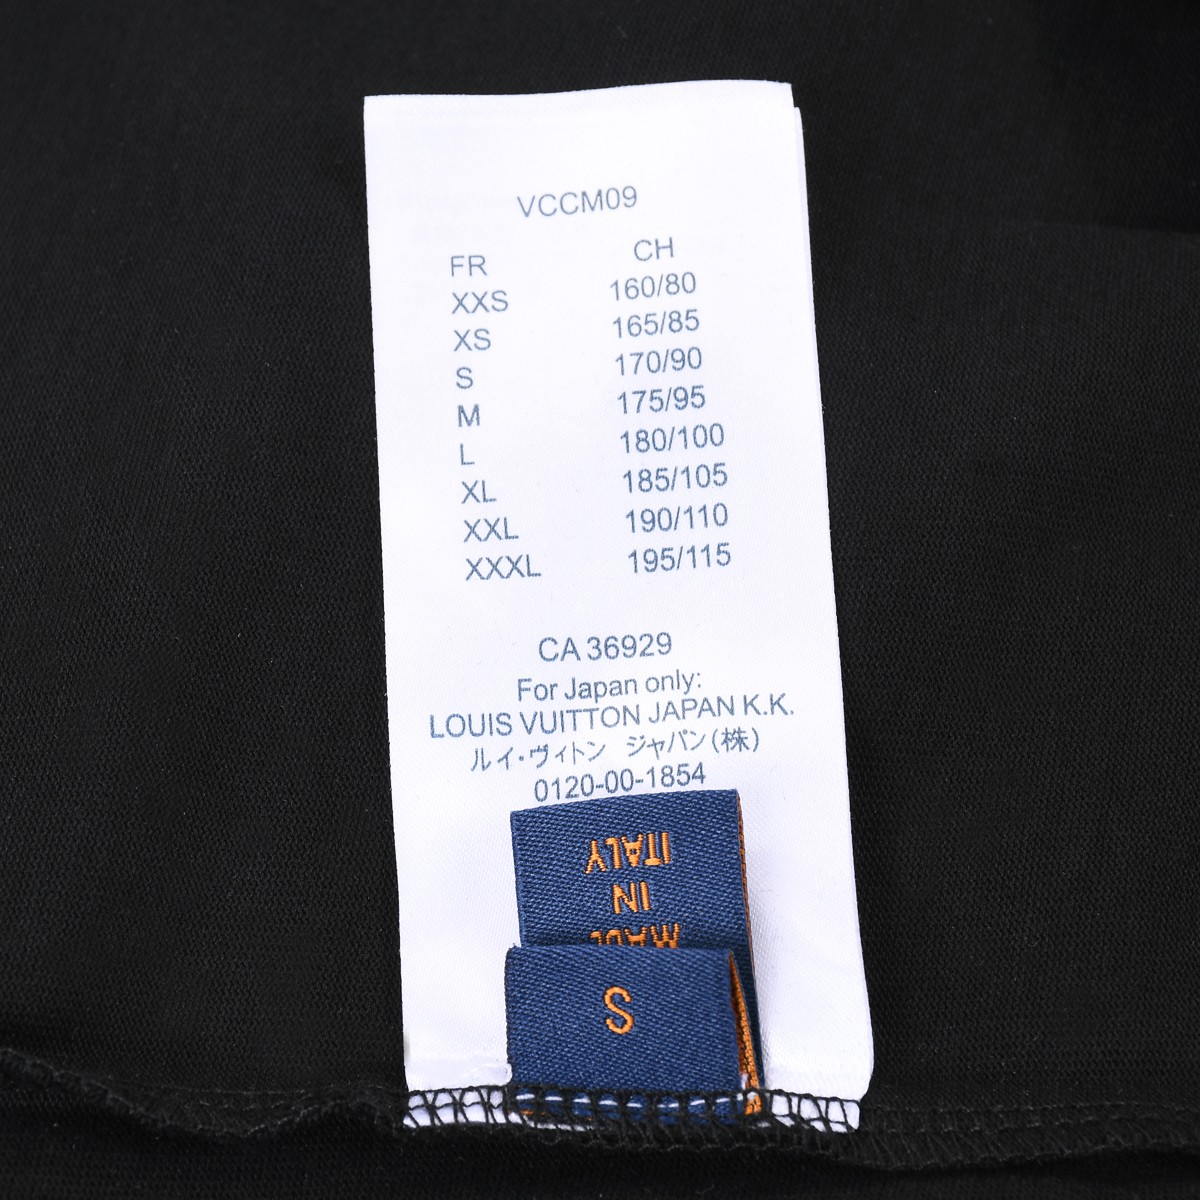 VCCM09
FR CH
XXS 160/80
XS 165/85
S 170/90
M 175/95
L 180/100
XL 185/105
XXL 190/110
XXXL 195/115
CA 36929
For Japan only:
LOUIS VUITTON JAPAN K.K.
ルイ・ヴィトン ジャパン(株)
0120-00-1854
MADE
IN
ITALY
S